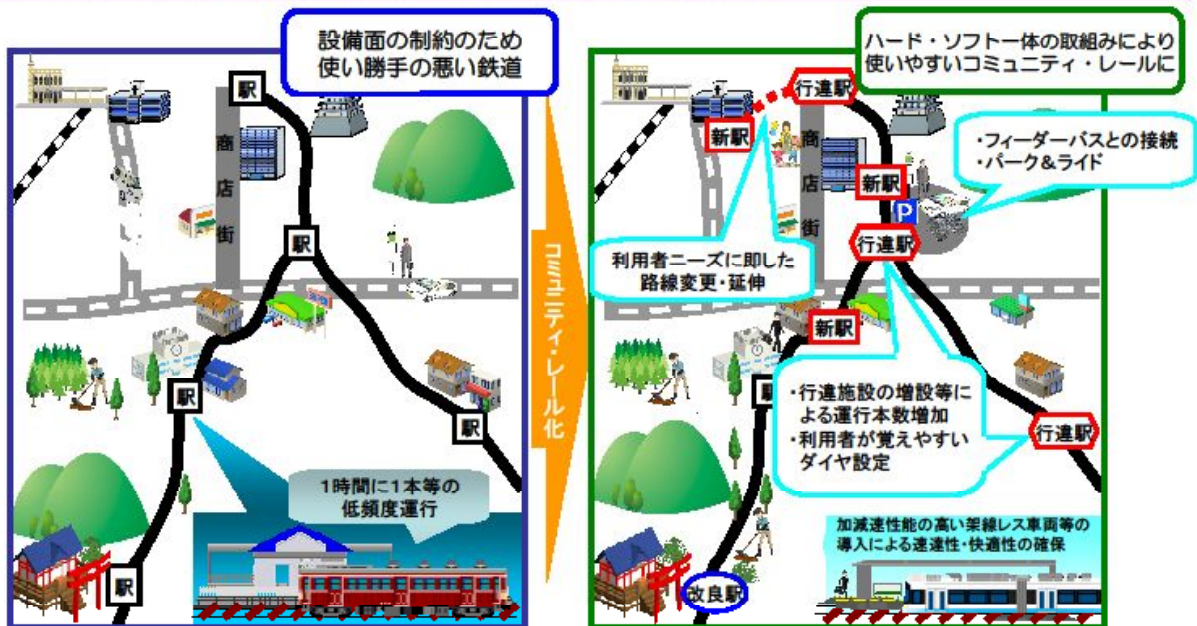 設備面の制約のため
使い勝手の悪い鉄道
駅
商店街
駅
駅
駅
駅
1時間に1本等の
低頻度運行
コミュニティ・レール化
ハード・ソフト一体の取組みにより
使いやすいコミュニティ・レールに
行違駅
新駅
商店街
新駅
P
・フィーダーバスとの接続
・パーク&ライド
行違駅
利用者ニーズに即した
路線変更・延伸
新駅
駅
・行違施設の増設等
による運行本数増加
・利用者が覚えやすい
ダイヤ設定
行違駅
加減速性能の高い架線レス車両等の
導入による速達性・快適性の確保
改良駅